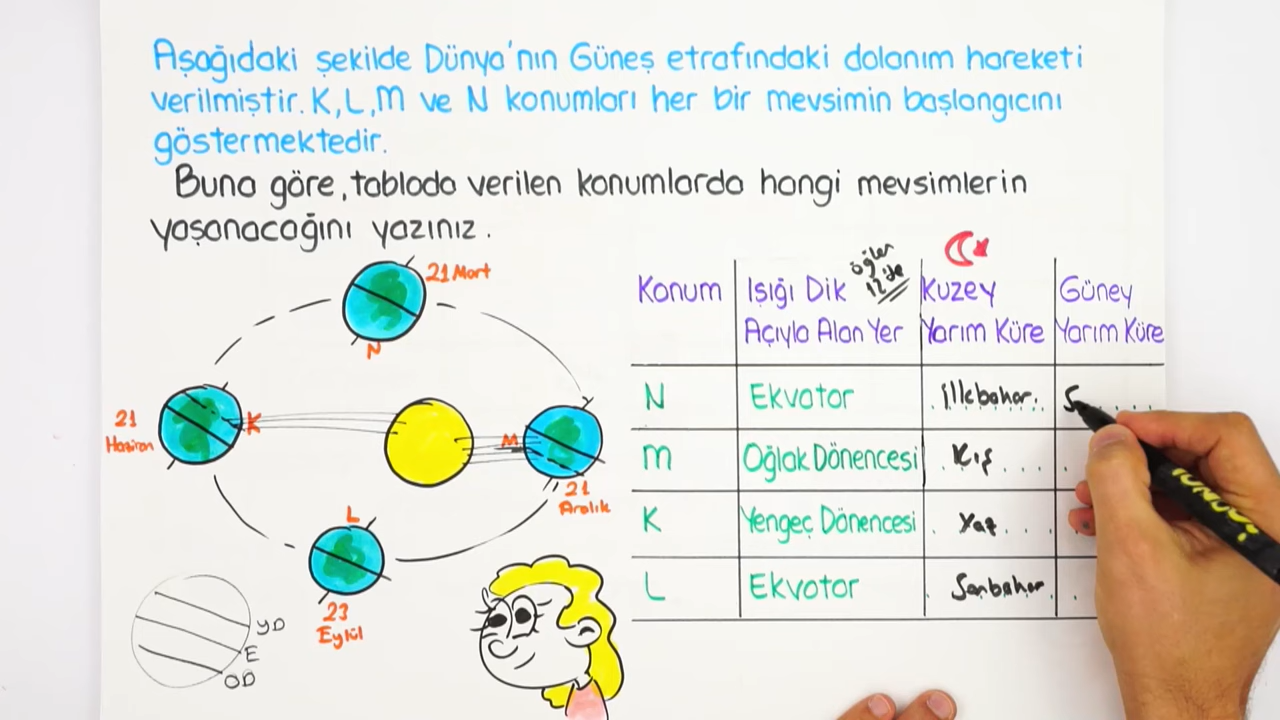 Aşağıdaki şekilde Dünya'nın Güneş etrafındaki dolanım hareketi
verilmiştir. K, L, M ve N konumları her bir mevsimin başlangıcını
göstermektedir.
Buna göre, tabloda verilen konumlarda hangi mevsimlerin
yaşanacağını yazınız.
21 Mart
N
21
Haziran
K
M
21
Aralık
L
23
Eylül
YD
E
OD
öğlen
12'de
Konum Işığı Dik Kuzey Güney
Açıyla Alan Yer Yarım Küre Yarım Küre
N Ekvator ilkbahar. S
M Oğlak Dönencesi Kış
K Yengeç Dönencesi Yaz
L Ekvator Sonbahar